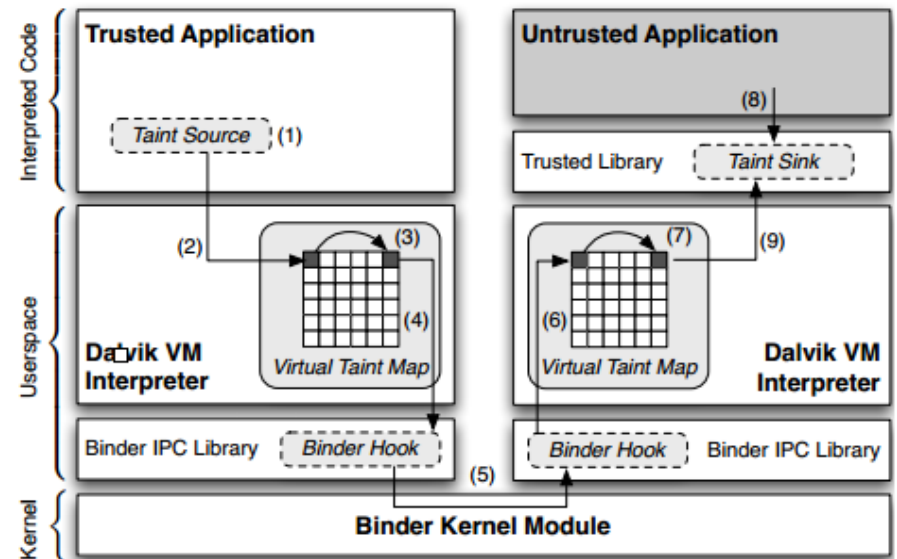 Interpreted Code
Trusted Application
Taint Source
(1)
Untrusted Application
(8)
Trusted Library
Taint Sink
Userspace
(2)
(3)
(4)
Virtual Taint Map
Dalvik VM
Interpreter
(7)
(9)
(6)
Virtual Taint Map
Dalvik VM
Interpreter
Binder IPC Library
Binder Hook
(5)
Binder Hook
Binder IPC Library
Kernel
Binder Kernel Module